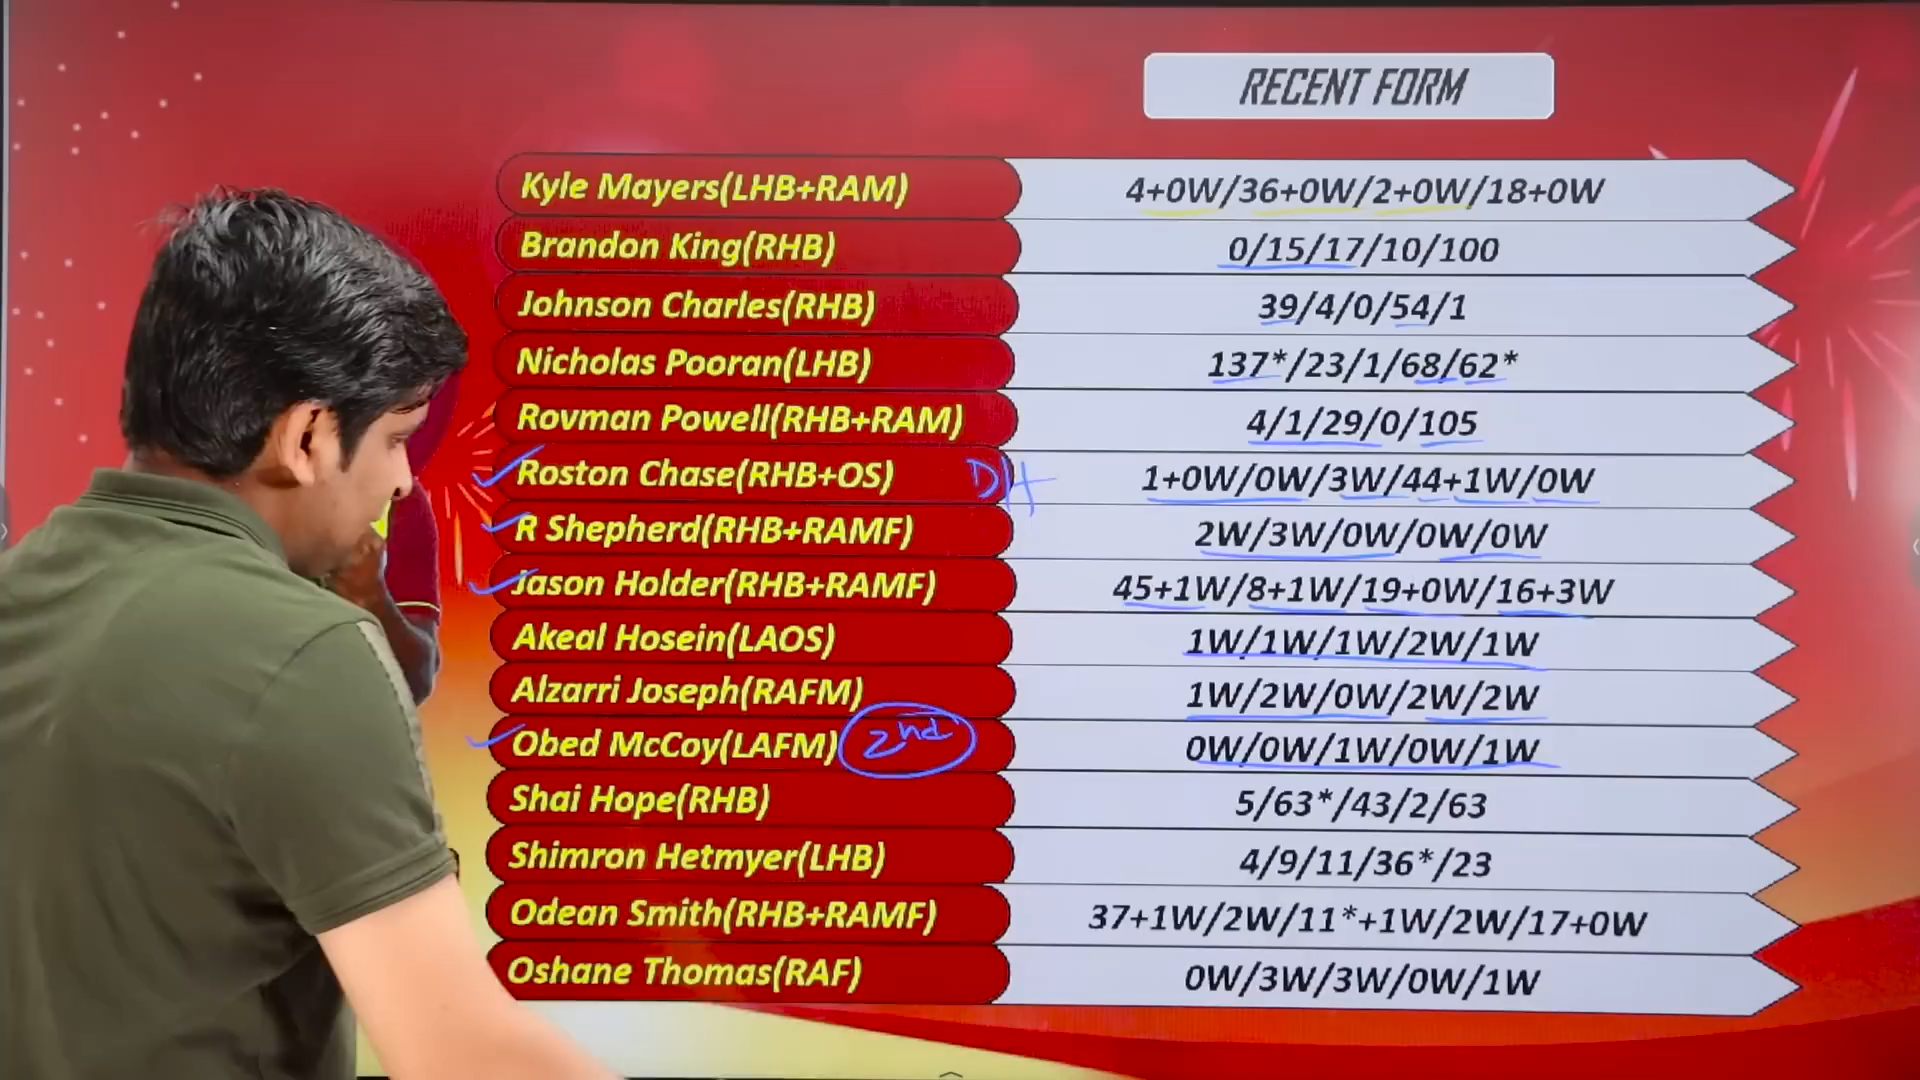 RECENT FORM
Kyle Mayers(LHB+RAM) 4+0W/36+0W/2+0W/18+0W
Brandon King(RHB) 0/15/17/10/100
Johnson Charles(RHB) 39/4/0/54/1
Nicholas Pooran(LHB) 137*/23/1/68/62*
Rovman Powell(RHB+RAM) 4/1/29/0/105
Roston Chase(RHB+OS) DH 1+0W/0W/3W/44+1W/0W
R Shepherd(RHB+RAMF) 2W/3W/0W/0W/0W
Jason Holder(RHB+RAMF) 45+1W/8+1W/19+0W/16+3W
Akeal Hosein(LAOS) 1W/1W/1W/2W/1W
Alzarri Joseph(RAFM) 1W/2W/0W/2W/2W
Obed McCoy(LAFM) 2nd 0W/0W/1W/0W/1W
Shai Hope(RHB) 5/63*/43/2/63
Shimron Hetmyer(LHB) 4/9/11/36*/23
Odean Smith(RHB+RAMF) 37+1W/2W/11*+1W/2W/17+0W
Oshane Thomas(RAF) 0W/3W/3W/0W/1W